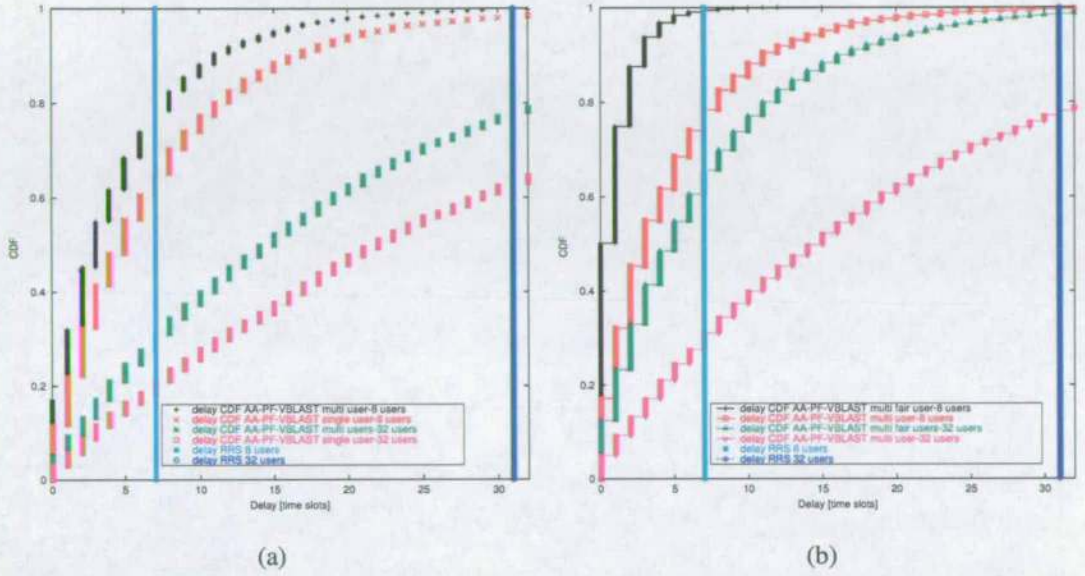 1
0.8
0.6
0.4
0.2
0
CDF
0 5 10 15 20 25 30
Delay [time slots]
delay CDF AA-PF-VBLAST multi user-8 users
delay CDF AA-PF-VBLAST single user-8 users
delay CDF AA-PF-VBLAST multi users-32 users
delay CDF AA-PF-VBLAST single user-32 users
delay RRS 8 users
delay RRS 32 users
(a)
1
0.8
0.6
0.4
0.2
0
CDF
0 5 10 15 20 25 30
Delay [time slots]
delay CDF AA-PF-VBLAST multi fair user-8 users
delay CDF AA-PF-VBLAST multi user-8 users
delay CDF AA-PF-VBLAST multi fair users-32 users
delay CDF AA-PF-VBLAST multi user-32 users
delay RRS 8 users
delay RRS 32 users
(b)